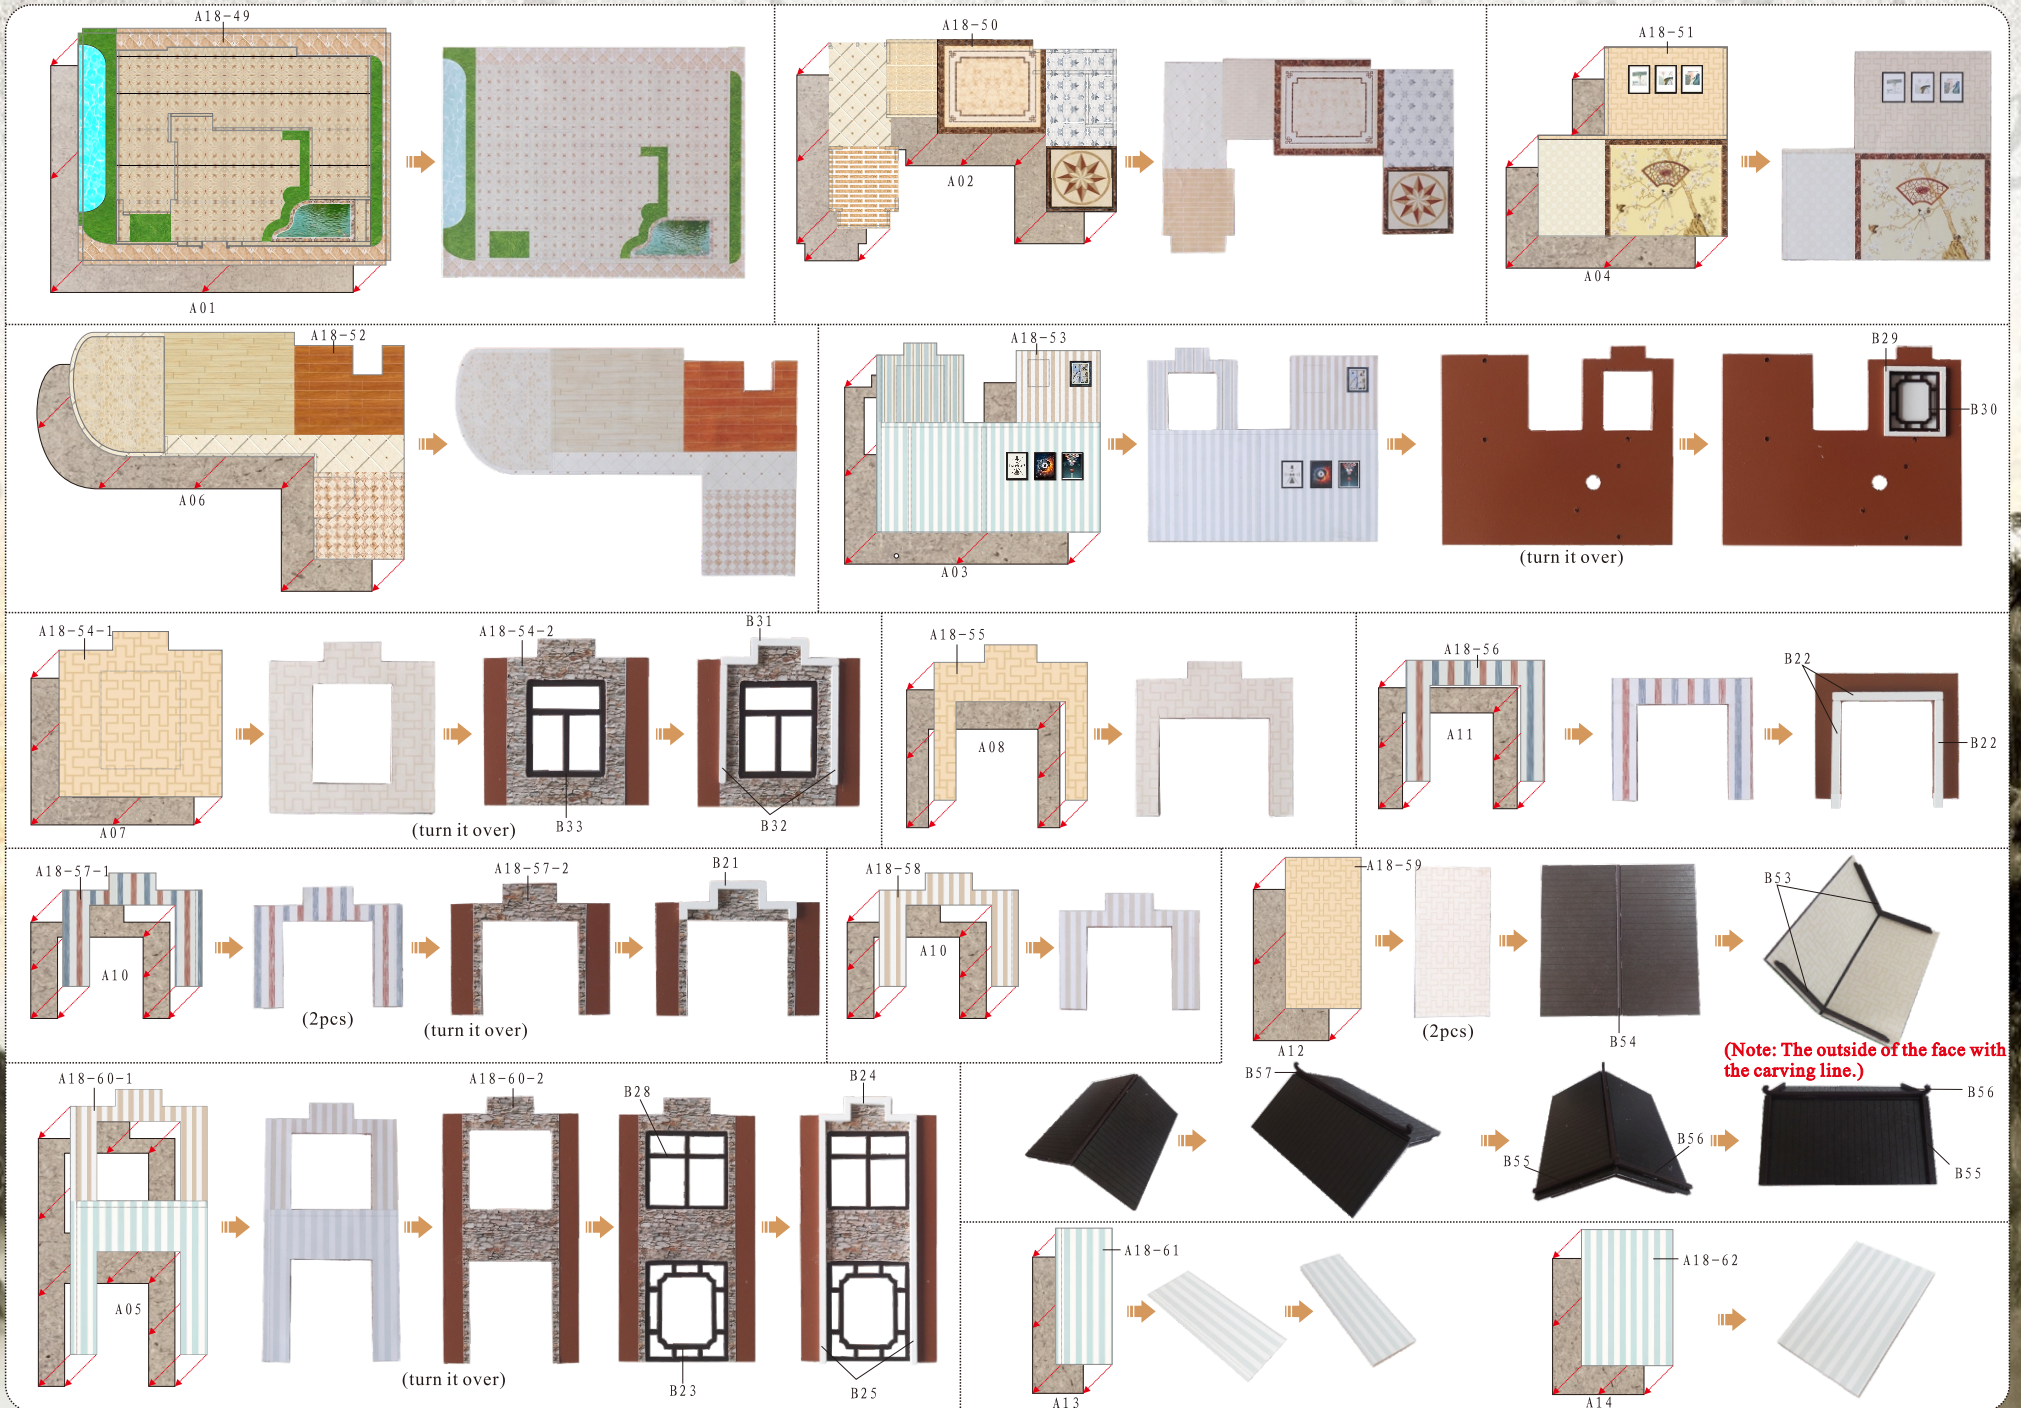 A18-49
A01
A18-50
A02
A18-51
A04
A18-52
A06
A18-53
A03
(turn it over)
B29
B30
A18-54-1
A07
(turn it over)
A18-54-2
B33
B31
B32
A18-55
A08
A18-56
A11
B22
B22
A18-57-1
A10
(2pcs)
(turn it over)
A18-57-2
B21
A18-58
A10
A18-59
A12
(2pcs)
B54
B53
(Note: The outside of the face with
the carving line.)
B57
B55
B56
B56
B55
A18-60-1
A05
(turn it over)
A18-60-2
B28
B23
B24
B25
A18-61
A13
A18-62
A14